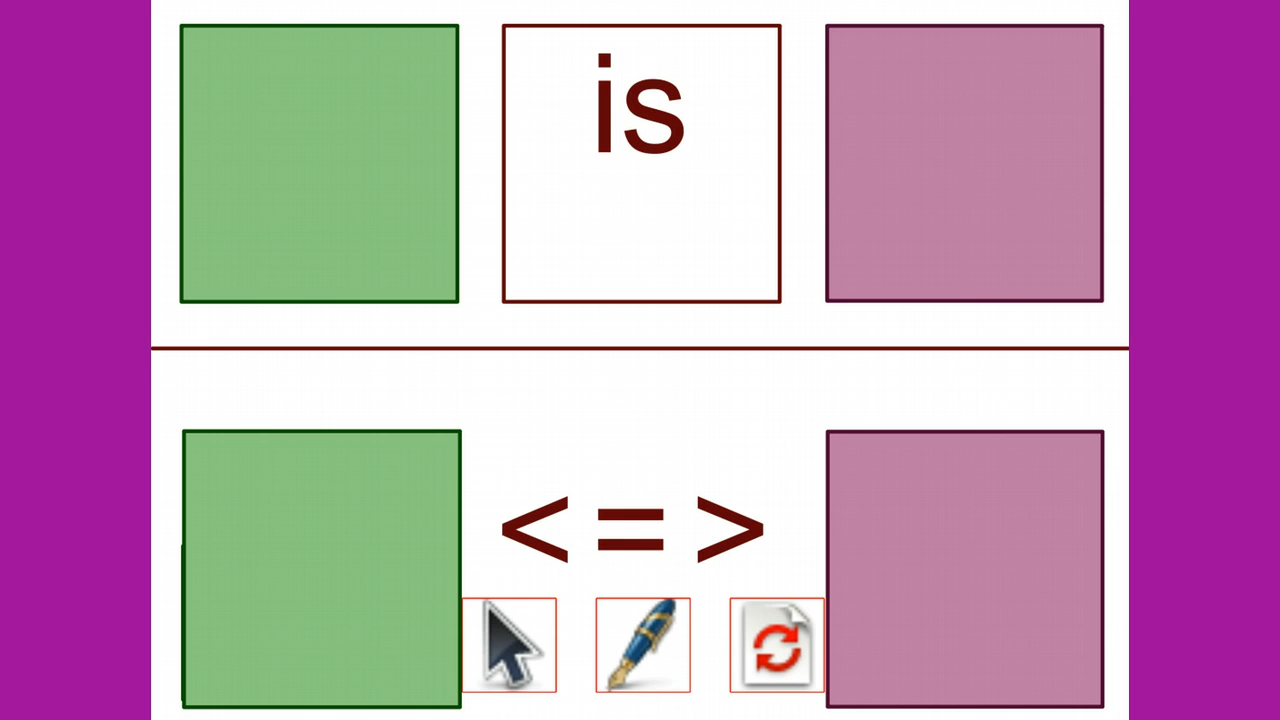 is
< = >